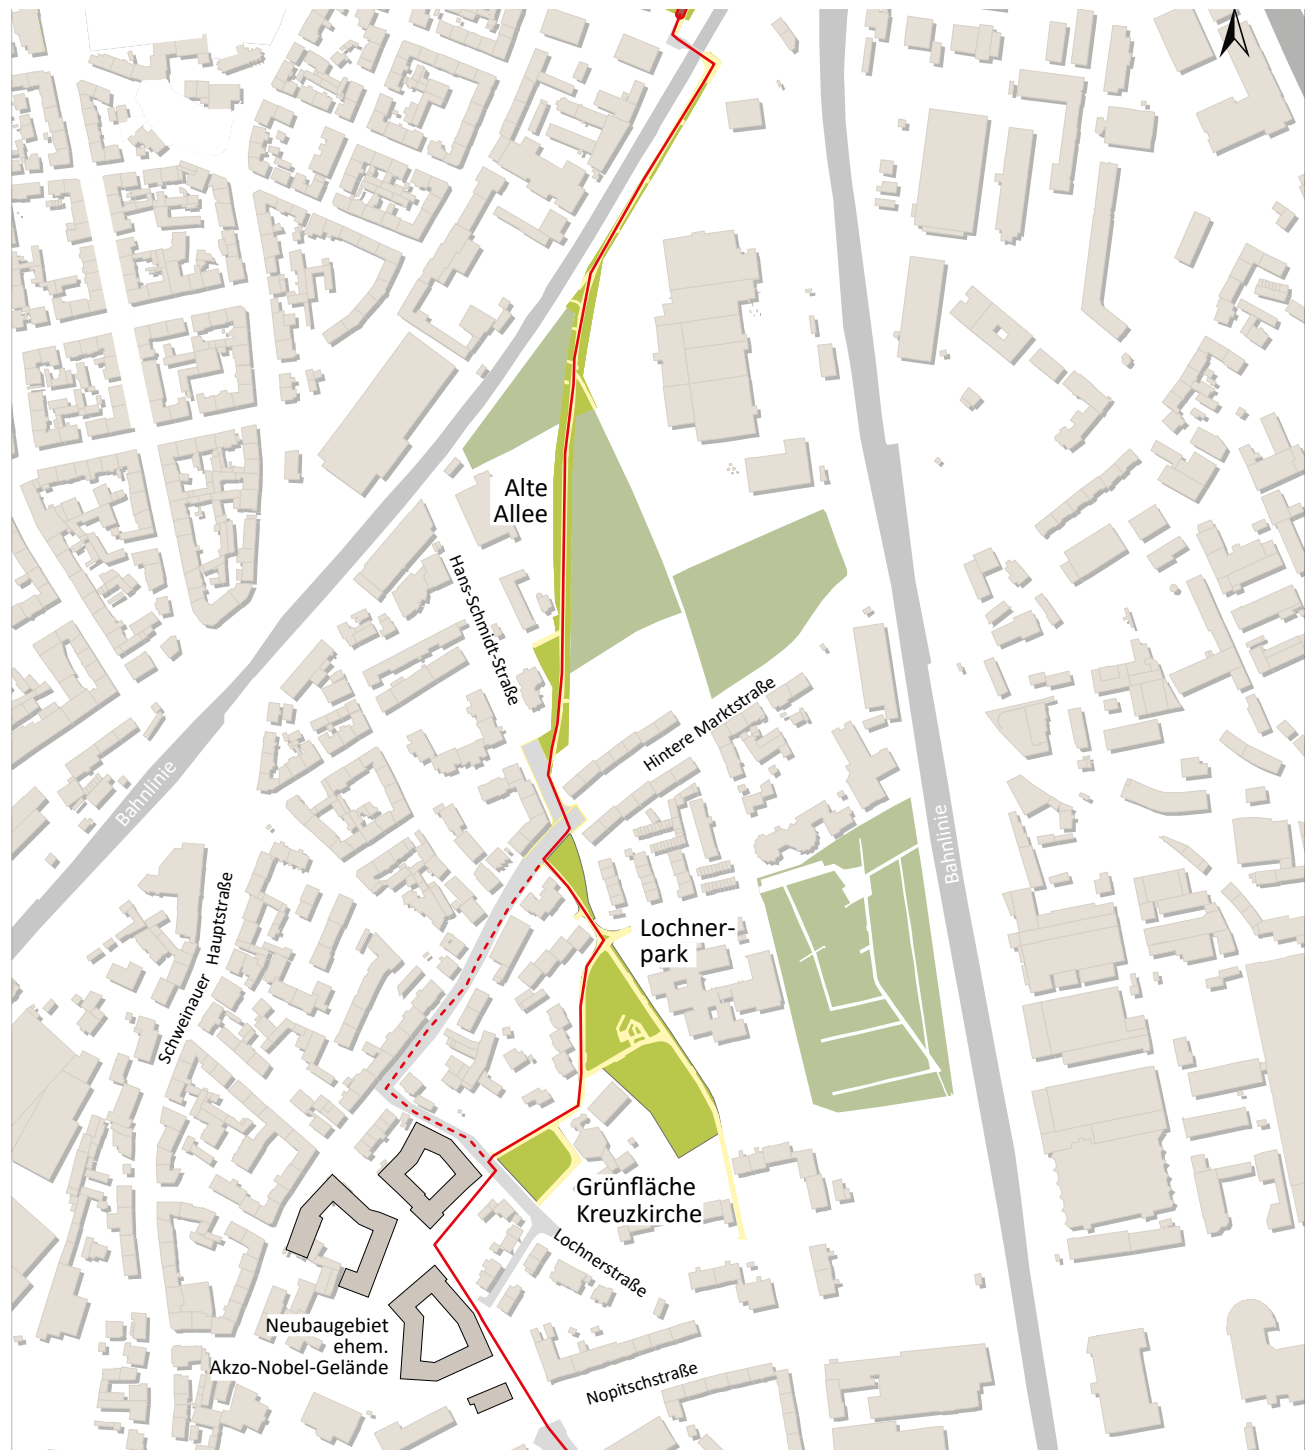 Alte
Allee
Hans-Schmidt-Straße
Hintere Marktstraße
Bahnlinie
Bahnlinie
Schweinauer Hauptstraße
Lochner-
park
Grünfläche
Kreuzkirche
Lochnerstraße
Neubaugebiet
ehem.
Akzo-Nobel-Gelände
Nopitschstraße